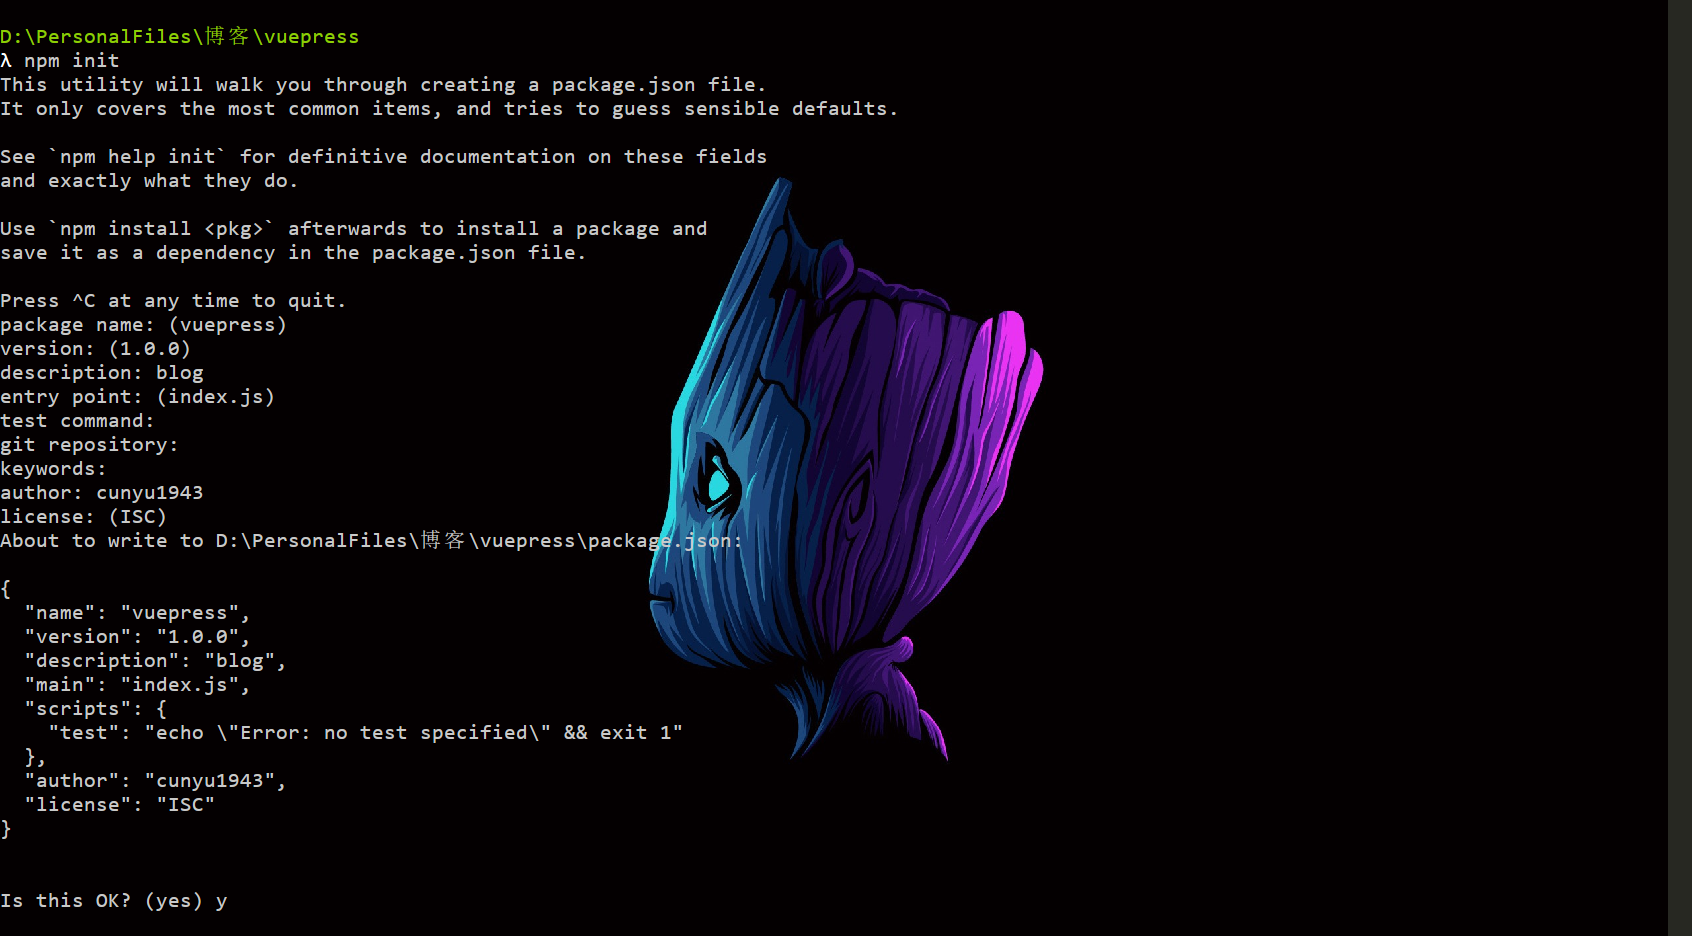 D:\PersonalFiles\博客\vuepress
λ npm init
This utility will walk you through creating a package.json file.
It only covers the most common items, and tries to guess sensible defaults.
See `npm help init` for definitive documentation on these fields
and exactly what they do.
Use `npm install <pkg>` afterwards to install a package and
save it as a dependency in the package.json file.
Press ^C at any time to quit.
package name: (vuepress)
version: (1.0.0)
description: blog
entry point: (index.js)
test command:
git repository:
keywords:
author: cunyu1943
license: (ISC)
About to write to D:\PersonalFiles\博客\vuepress\package.json:
{
  "name": "vuepress",
  "version": "1.0.0",
  "description": "blog",
  "main": "index.js",
  "scripts": {
    "test": "echo \"Error: no test specified\" && exit 1"
  },
  "author": "cunyu1943",
  "license": "ISC"
}
Is this OK? (yes) y